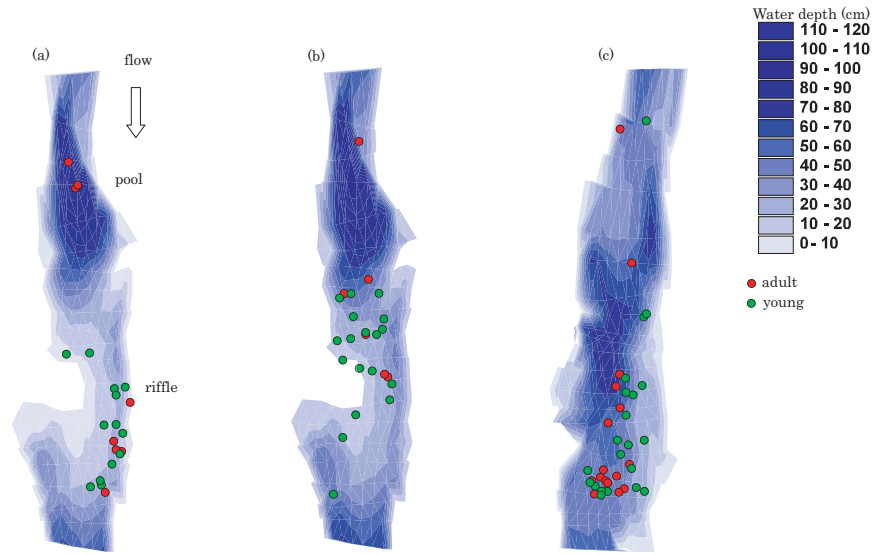 Water depth (cm)
110 - 120
100 - 110
90 - 100
80 - 90
70 - 80
60 - 70
50 - 60
40 - 50
30 - 40
20 - 30
10 - 20
0 - 10
adult
young
(a)
flow
pool
riffle
(b)
(c)